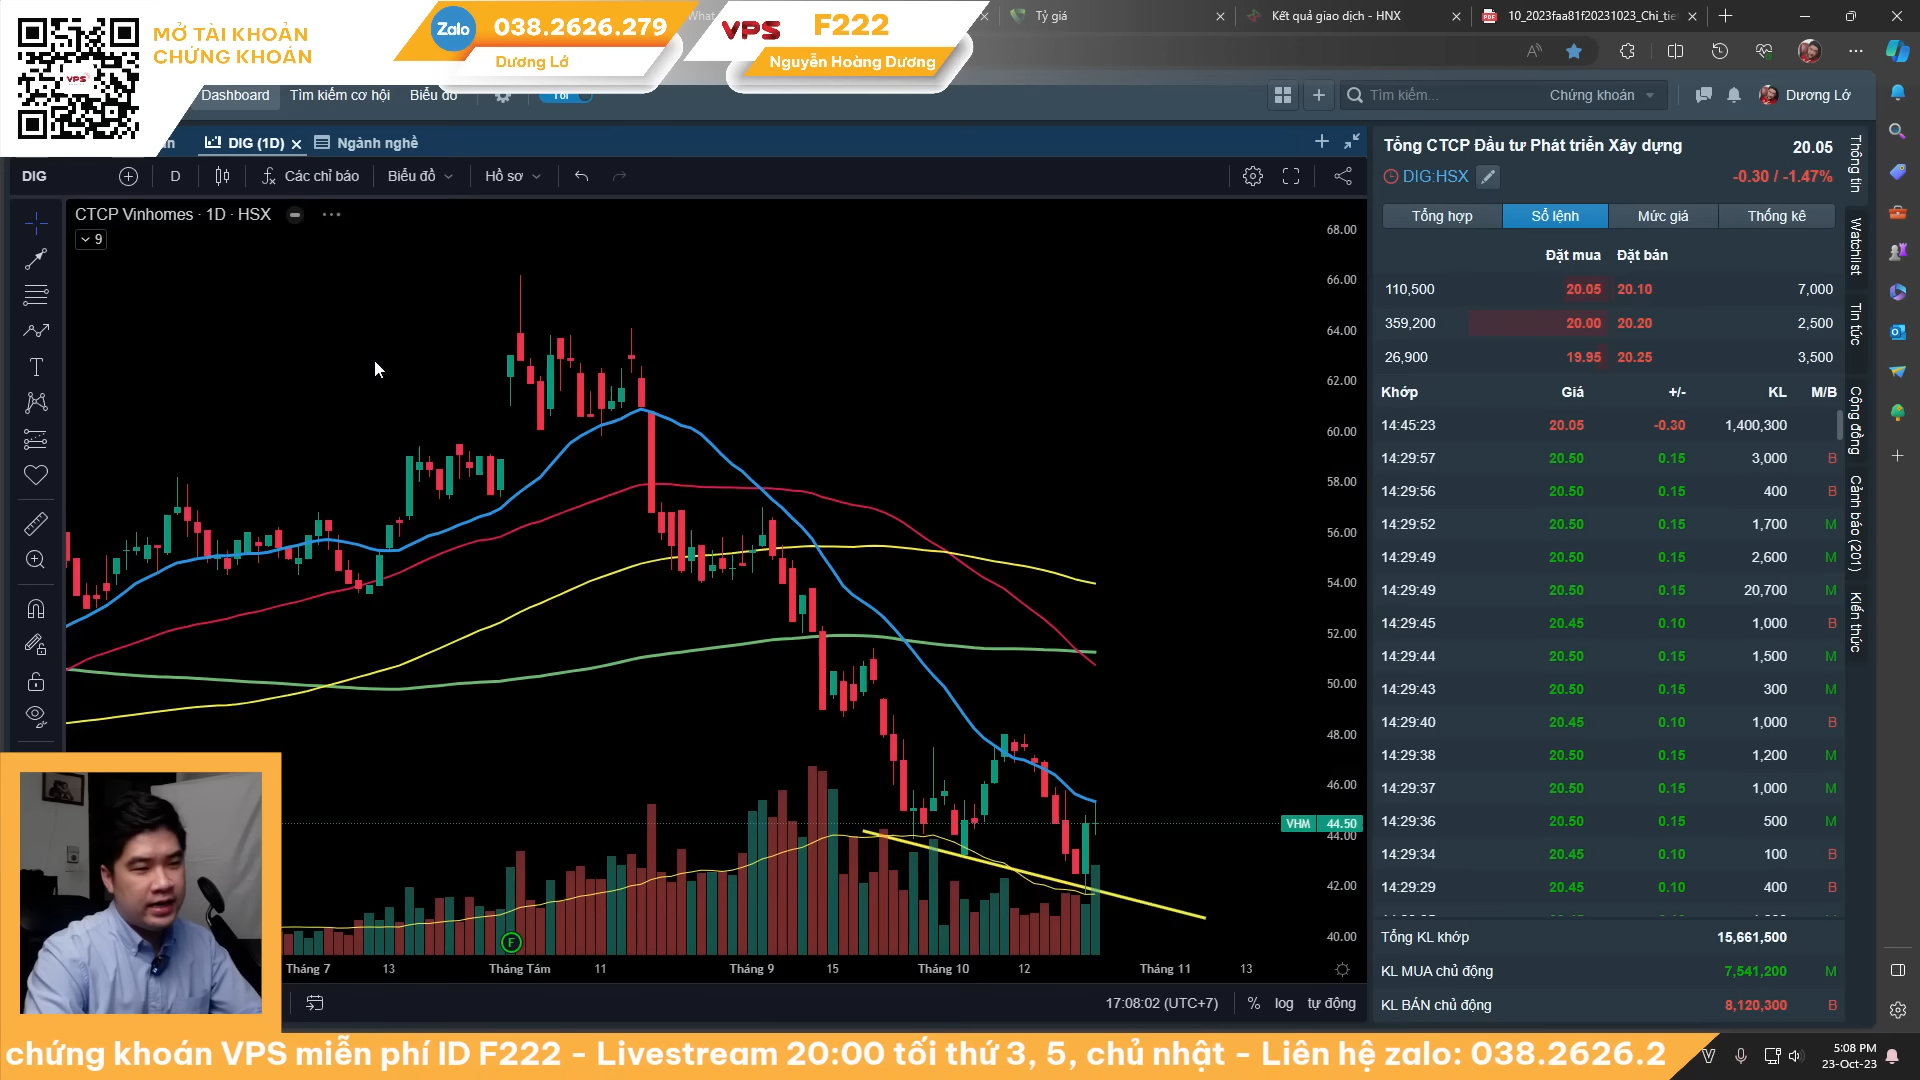 MỞ TÀI KHOẢN
CHỨNG KHOÁN
VPS
Zalo
038.2626.279
Dương Lớ
VPS
F222
Nguyễn Hoàng Dương
Tỷ giá
Kết quả giao dịch - HNX
10_2023faa81f20231023_Chi_tie
Dashboard
Tìm kiếm cơ hội
Biểu đồ
Tối
Tìm kiếm...
Chứng khoán
Dương Lớ
DIG (1D)
Ngành nghề
DIG
D
Các chỉ báo
Biểu đồ
Hồ sơ
CTCP Vinhomes · 1D · HSX
9
68.00
66.00
64.00
62.00
60.00
58.00
56.00
54.00
52.00
50.00
48.00
46.00
VHM 44.50
44.00
42.00
40.00
F
Tháng 7
13
Tháng Tám
11
Tháng 9
15
Tháng 10
12
Tháng 11
13
17:08:02 (UTC+7)
%
log
tự động
Tổng CTCP Đầu tư Phát triển Xây dựng
20.05
DIG:HSX
-0.30 / -1.47%
Tổng hợp
Sổ lệnh
Mức giá
Thống kê
Đặt mua Đặt bán
110,500 20.05 20.10 7,000
359,200 20.00 20.20 2,500
26,900 19.95 20.25 3,500
Khớp Giá +/- KL M/B
14:45:23 20.05 -0.30 1,400,300
14:29:57 20.50 0.15 3,000 B
14:29:56 20.50 0.15 400 B
14:29:52 20.50 0.15 1,700 M
14:29:49 20.50 0.15 2,600 M
14:29:49 20.50 0.15 20,700 M
14:29:45 20.45 0.10 1,000 B
14:29:44 20.50 0.15 1,500 M
14:29:43 20.50 0.15 300 M
14:29:40 20.45 0.10 1,000 B
14:29:38 20.50 0.15 1,200 M
14:29:37 20.50 0.15 1,000 M
14:29:36 20.50 0.15 500 M
14:29:34 20.45 0.10 100 B
14:29:29 20.45 0.10 400 B
Tổng KL khớp 15,661,500
KL MUA chủ động 7,541,200 M
KL BÁN chủ động 8,120,300 B
Thông tin
Watchlist
Tin tức
Cộng đồng
Cảnh báo (201)
Kiến thức
chứng khoán VPS miễn phí ID F222 - Livestream 20:00 tối thứ 3, 5, chủ nhật - Liên hệ zalo: 038.2626.2
5:08 PM
23-Oct-23